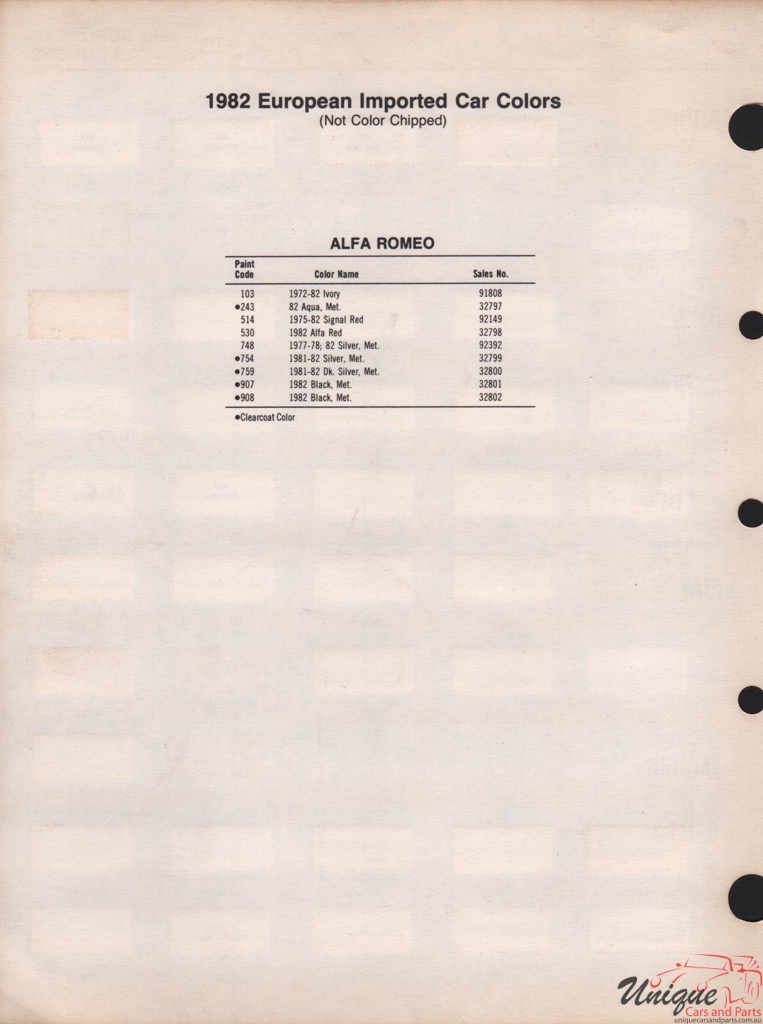 1982 European Imported Car Colors
(Not Color Chipped)
ALFA ROMEO
Paint Code Color Name Sales No.
103 1972-82 Ivory 91808
●243 82 Aqua, Met. 32797
514 1975-82 Signal Red 92149
530 1982 Alfa Red 32798
748 1977-78; 82 Silver, Met. 92392
●754 1981-82 Silver, Met. 32799
●759 1981-82 Dk. Silver, Met. 32800
●907 1982 Black, Met. 32801
●908 1982 Black, Met. 32802
●Clearcoat Color
Unique
Cars and Parts
uniquecarsandparts.com.au